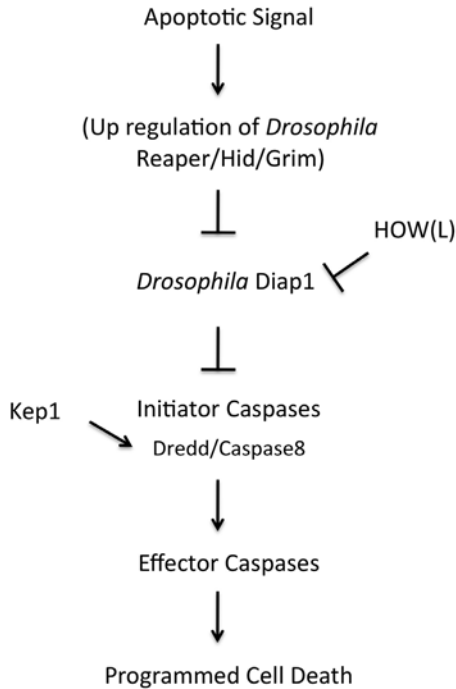 Apoptotic Signal
(Up regulation of Drosophila
Reaper/Hid/Grim)
HOW(L)
Drosophila Diap1
Kep1
Initiator Caspases
Dredd/Caspase8
Effector Caspases
Programmed Cell Death